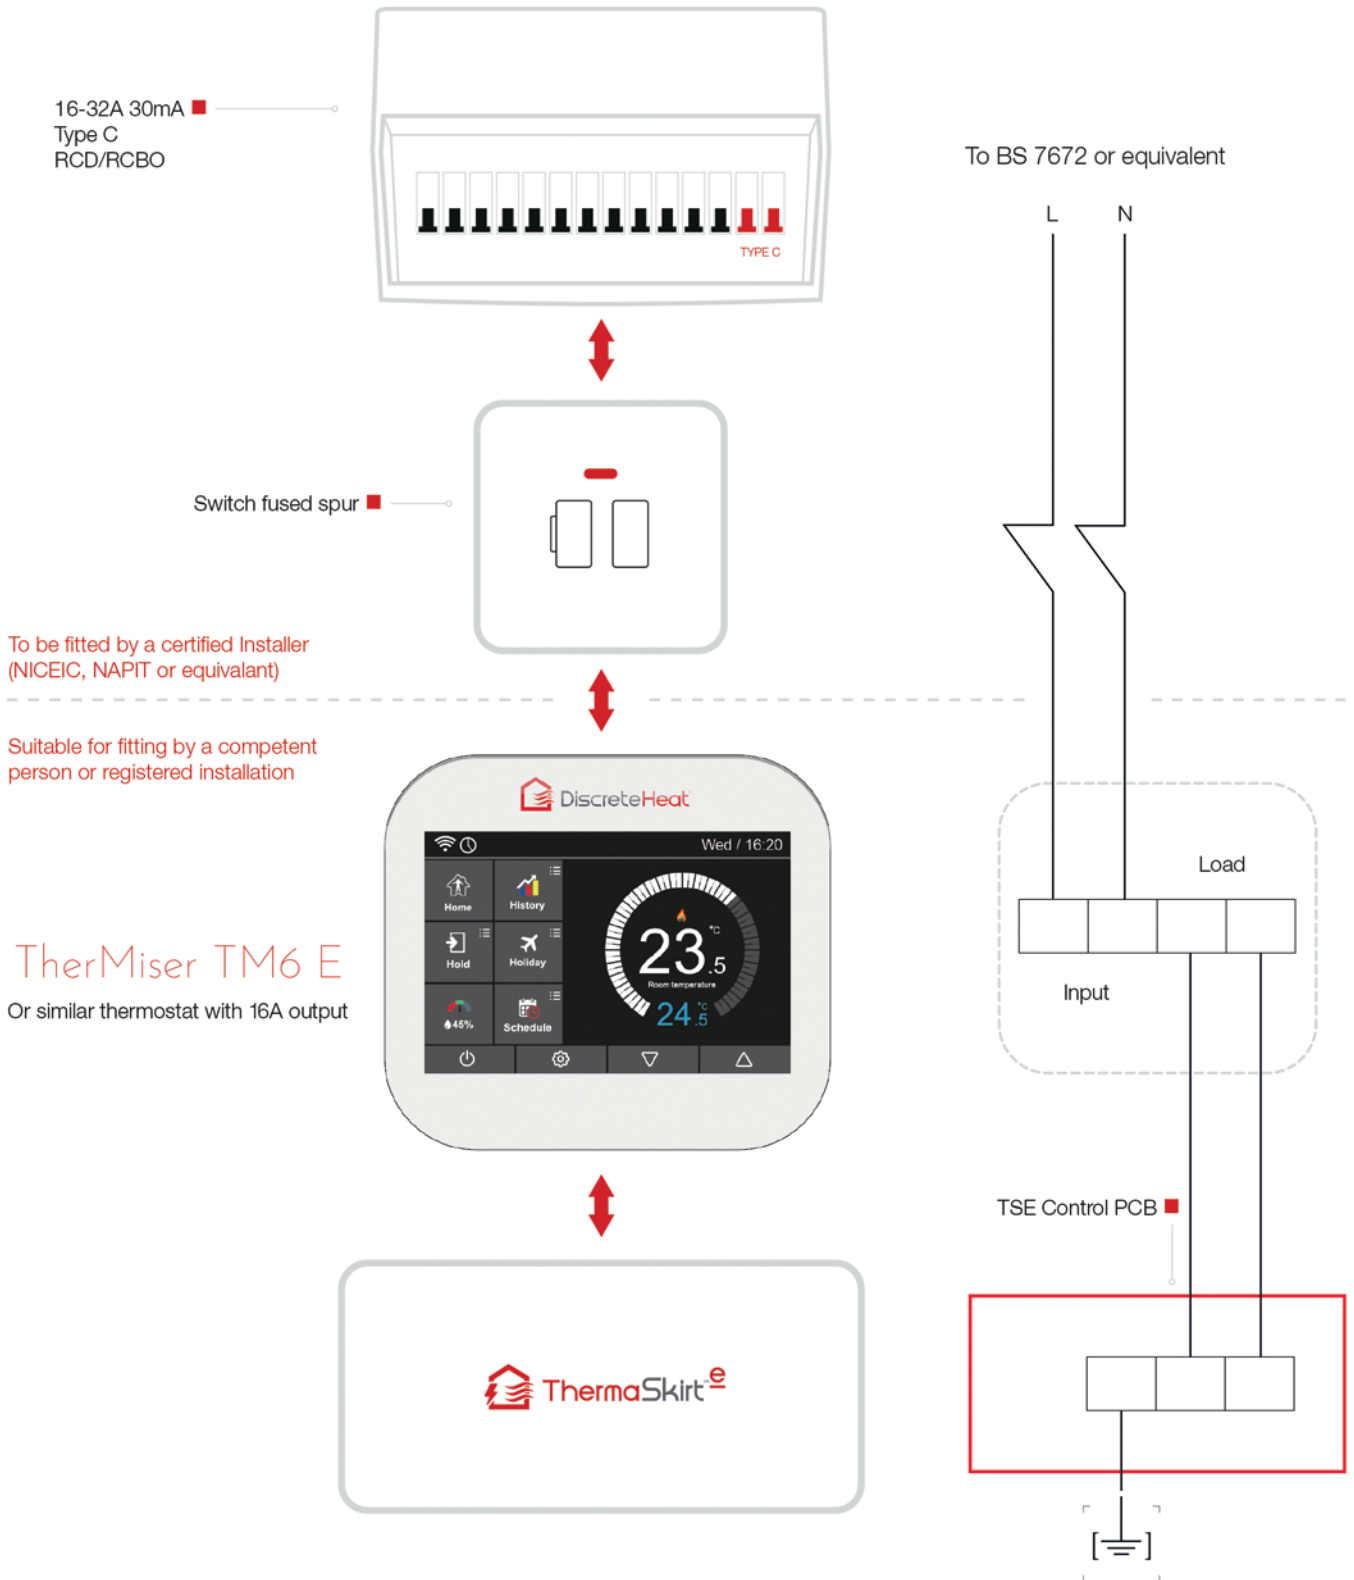 16-32A 30mA
Type C
RCD/RCBO
TYPE C
To BS 7672 or equivalent
L N
Switch fused spur
To be fitted by a certified Installer
(NICEIC, NAPIT or equivalant)
Suitable for fitting by a competent
person or registered installation
DiscreteHeat
Wed / 16:20
Home
History
Hold
Holiday
45%
Schedule
23.5 °C
Room temperature
24.5 °C
TherMiser TM6 E
Or similar thermostat with 16A output
Load
Input
TSE Control PCB
ThermaSkirt™ e